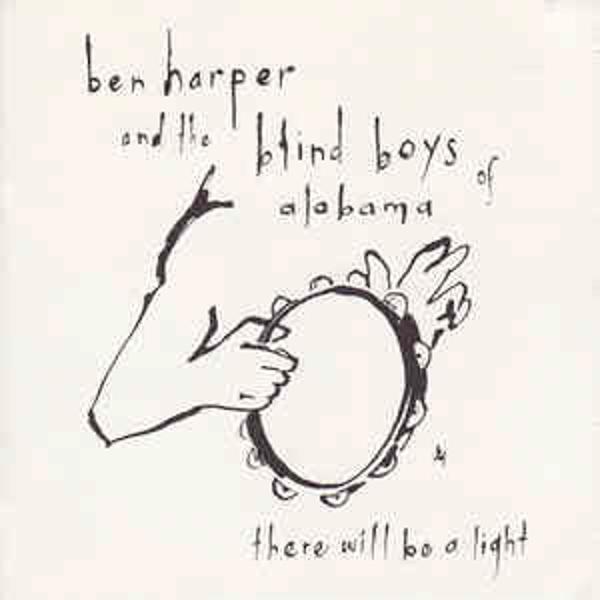 ben harper
and the blind boys of
alabama
there will be a light